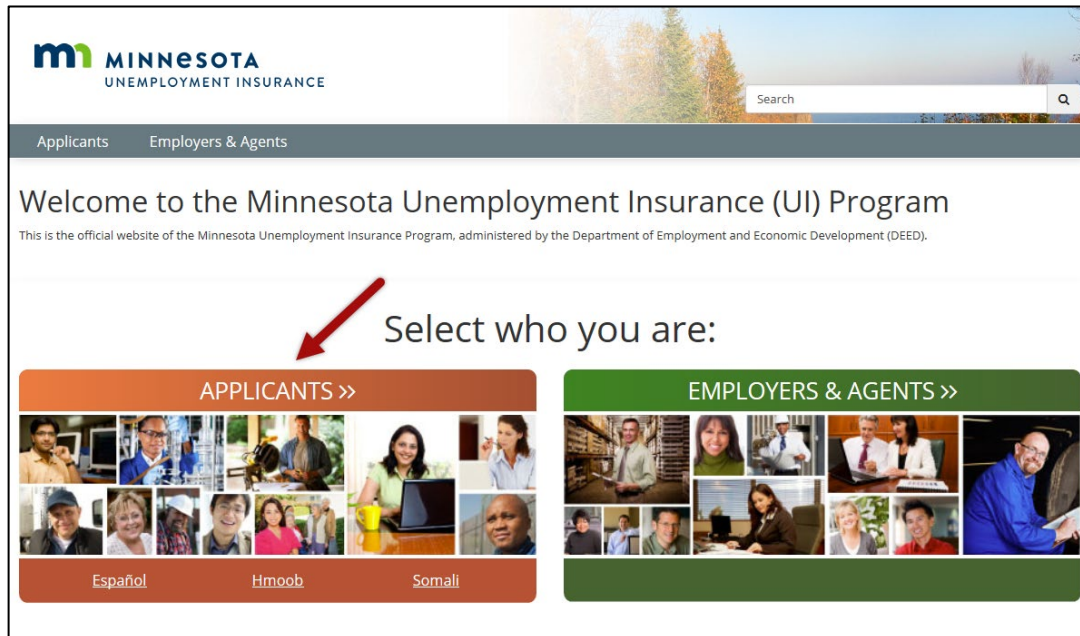 MINNESOTA
UNEMPLOYMENT INSURANCE
Search
Applicants Employers & Agents
Welcome to the Minnesota Unemployment Insurance (UI) Program
This is the official website of the Minnesota Unemployment Insurance Program, administered by the Department of Employment and Economic Development (DEED).
Select who you are:
APPLICANTS »
EMPLOYERS & AGENTS »
Español Hmoob Somali